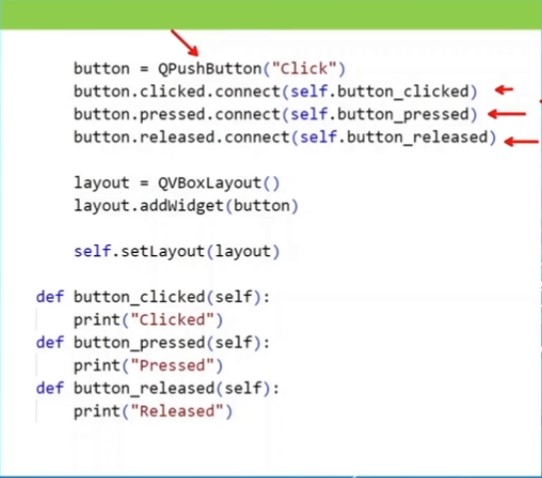 button = QPushButton("Click")
button.clicked.connect(self.button_clicked)
button.pressed.connect(self.button_pressed)
button.released.connect(self.button_released)
layout = QVBoxLayout()
layout.addWidget(button)
self.setLayout(layout)
def button_clicked(self):
print("Clicked")
def button_pressed(self):
print("Pressed")
def button_released(self):
print("Released")